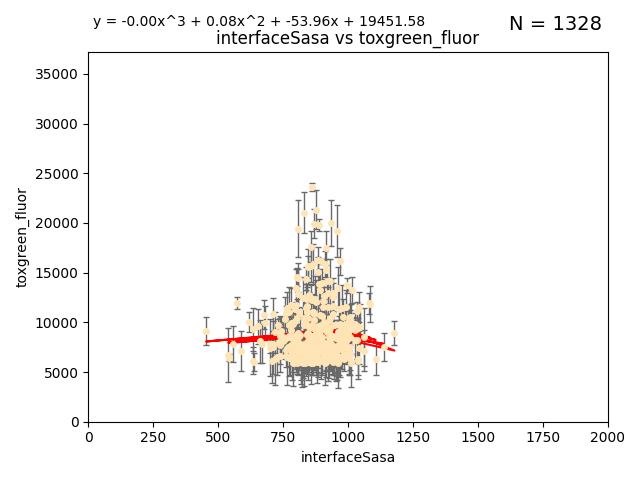 y = -0.00x^3 + 0.08x^2 + -53.96x + 19451.58
N = 1328
interfaceSasa vs toxgreen_fluor
35000
30000
25000
20000
15000
10000
5000
0
toxgreen_fluor
0 250 500 750 1000 1250 1500 1750 2000
interfaceSasa